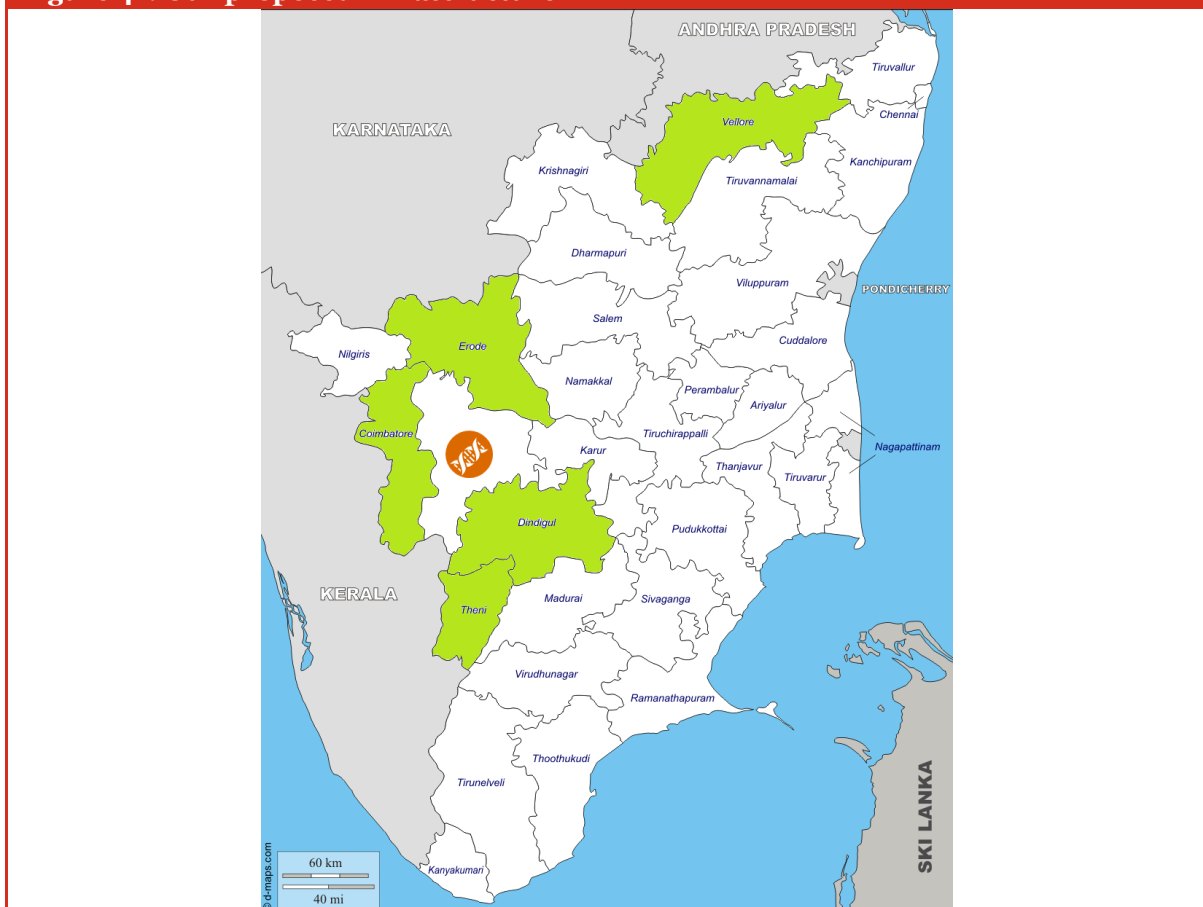 ANDHRA PRADESH
Tiruvallur
Chennai
Vellore
KARNATAKA
Kanchipuram
Krishnagiri
Tiruvannamalai
Dharmapuri
Viluppuram
PONDICHERRY
Salem
Cuddalore
Erode
Nilgiris
Namakkal
Perambalur
Ariyalur
Coimbatore
Tiruchirappalli
Nagapattinam
Karur
Thanjavur
Tiruvarur
Dindigul
Pudukkottai
KERALA
Madurai
Sivaganga
Theni
Virudhunagar
Ramanathapuram
Thoothukudi
Tirunelveli
SKI LANKA
Kanyakumari
60 km
40 mi
© d-maps.com